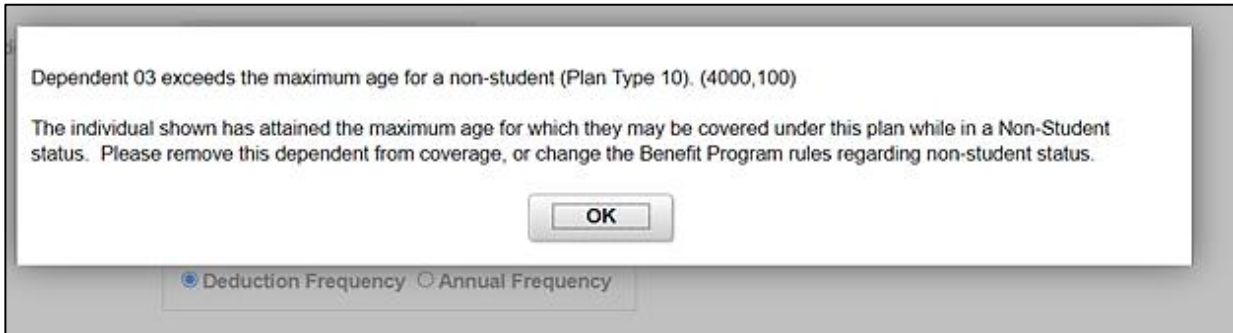 Dependent 03 exceeds the maximum age for a non-student (Plan Type 10). (4000,100)
The individual shown has attained the maximum age for which they may be covered under this plan while in a Non-Student
status. Please remove this dependent from coverage, or change the Benefit Program rules regarding non-student status.
OK
Deduction Frequency Annual Frequency